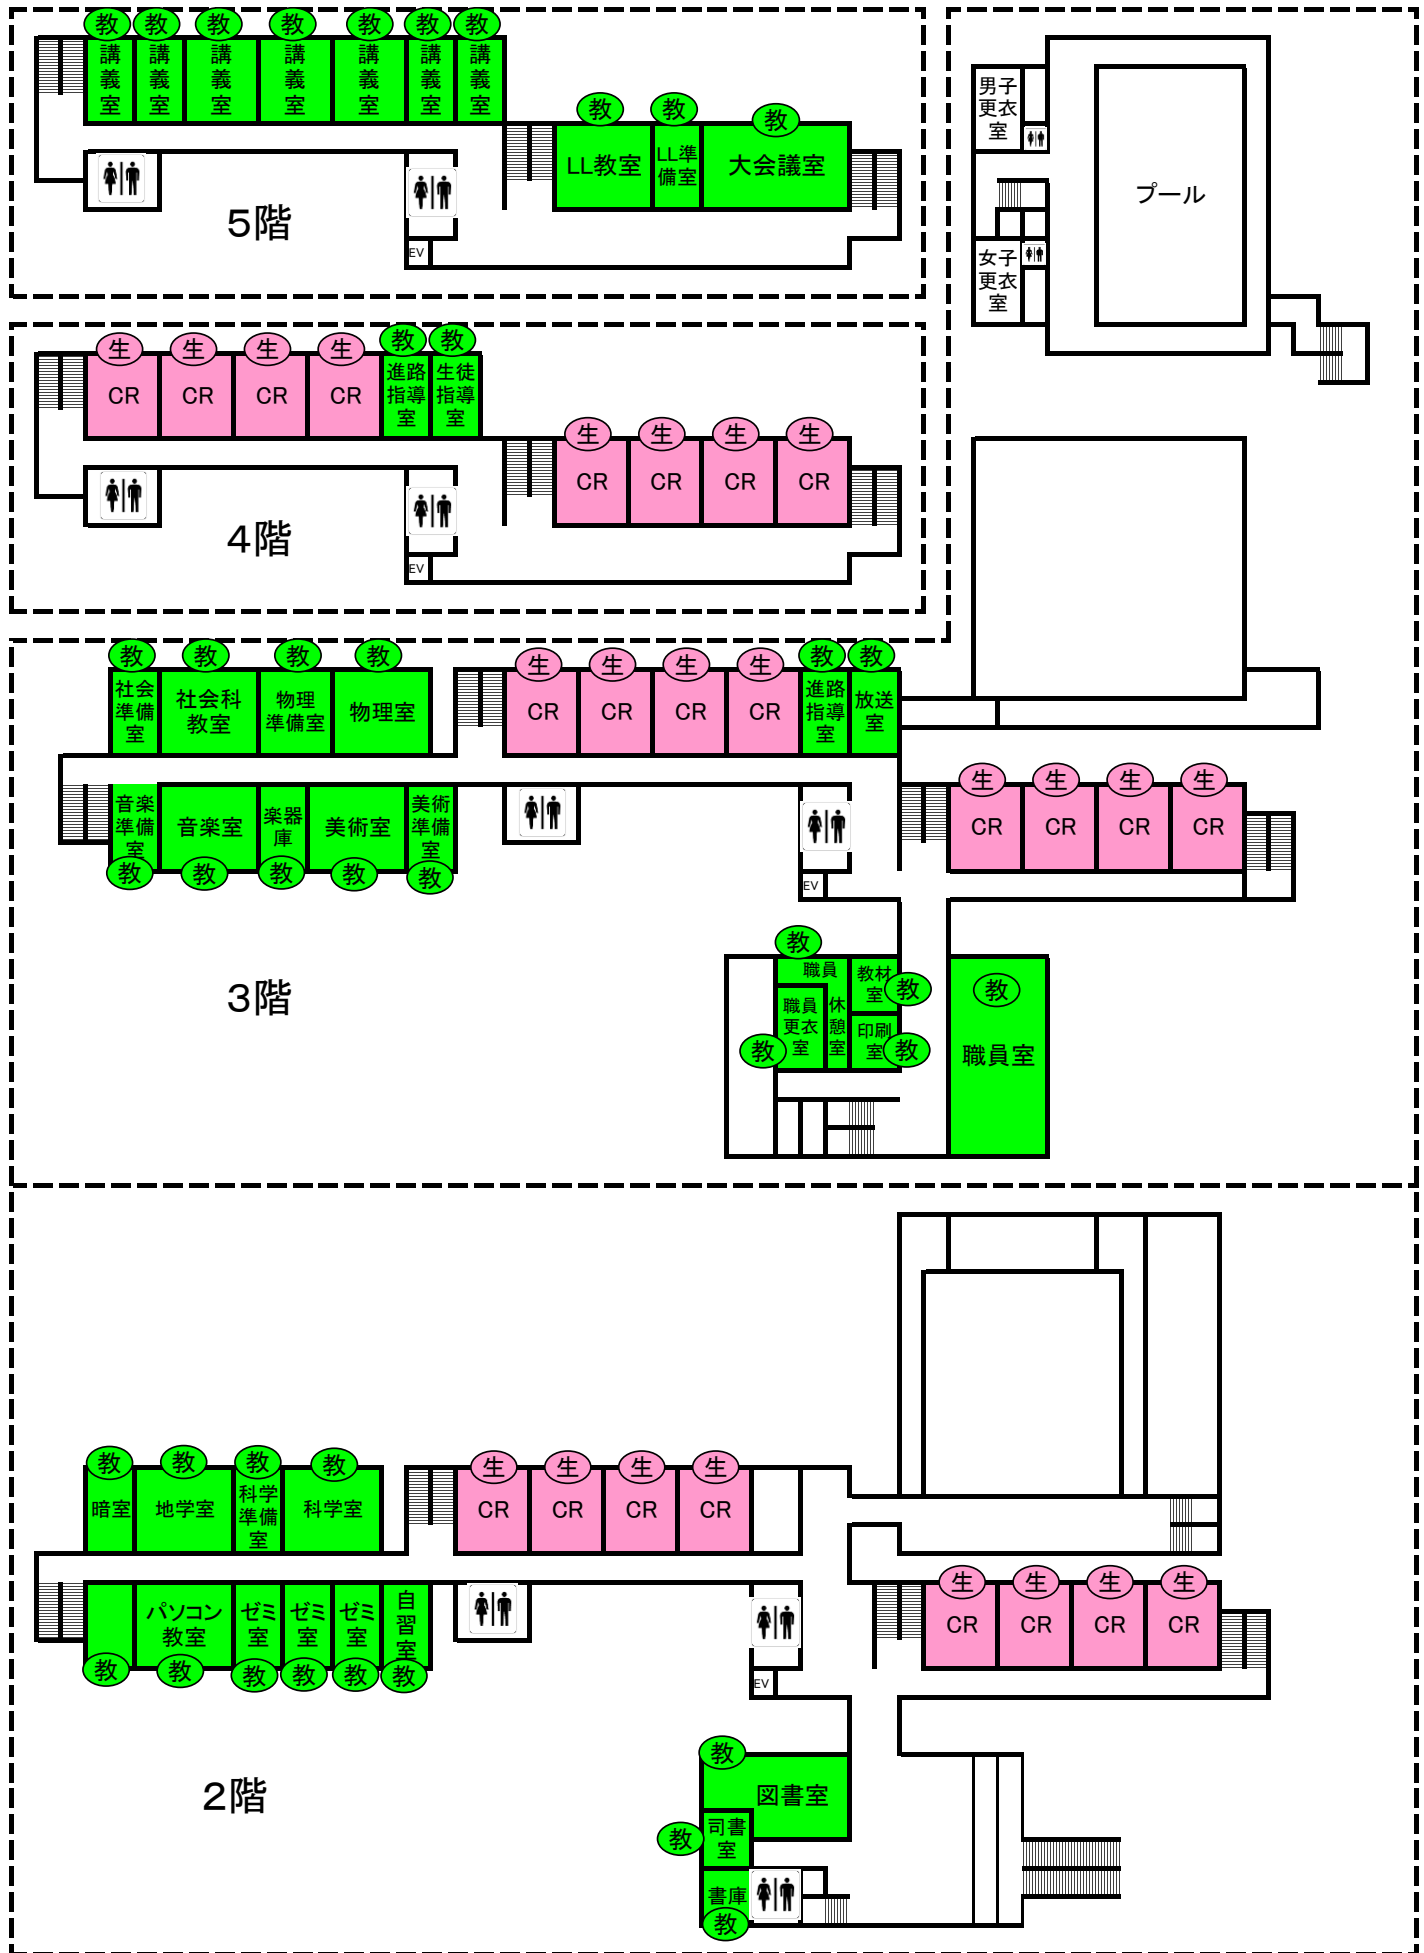 教 教 教 教 教 教 教
講義室 講義室 講義室 講義室 講義室 講義室 講義室
教 教 教
LL教室 LL準備室 大会議室
5階
EV
男子更衣室
プール
女子更衣室
生 生 生 生 教 教
CR CR CR CR 進路指導室 生徒指導室
生 生 生 生
CR CR CR CR
4階
EV
教 教 教 教 生 生 生 生 教 教
社会準備室 社会科教室 物理準備室 物理室 CR CR CR CR 進路指導室 放送室
生 生 生 生
音楽準備室 音楽室 楽器庫 美術室 美術準備室 CR CR CR CR
教 教 教 教 教
EV
3階
教
職員休憩室 教材室 教
職員更衣室 印刷室
教 教
教
職員室
教 教 教 教 生 生 生 生
暗室 地学室 科学準備室 科学室 CR CR CR CR
生 生 生 生
パソコン教室 ゼミ室 ゼミ室 ゼミ室 自習室 CR CR CR CR
教 教 教 教 教 教
EV
2階
教
図書室
教 司書室
書庫
教